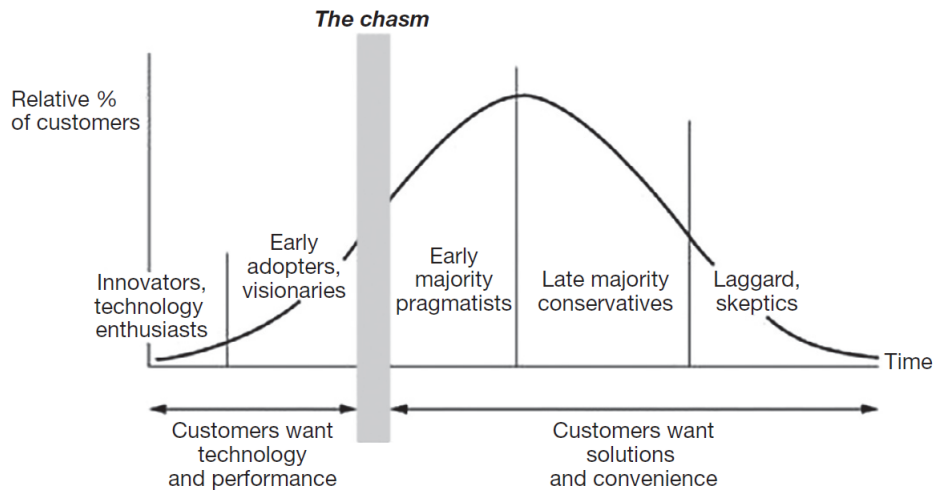 The chasm
Relative %
of customers
Innovators,
technology
enthusiasts
Early
adopters,
visionaries
Early
majority
pragmatists
Late majority
conservatives
Laggard,
skeptics
Time
Customers want
technology
and performance
Customers want
solutions
and convenience